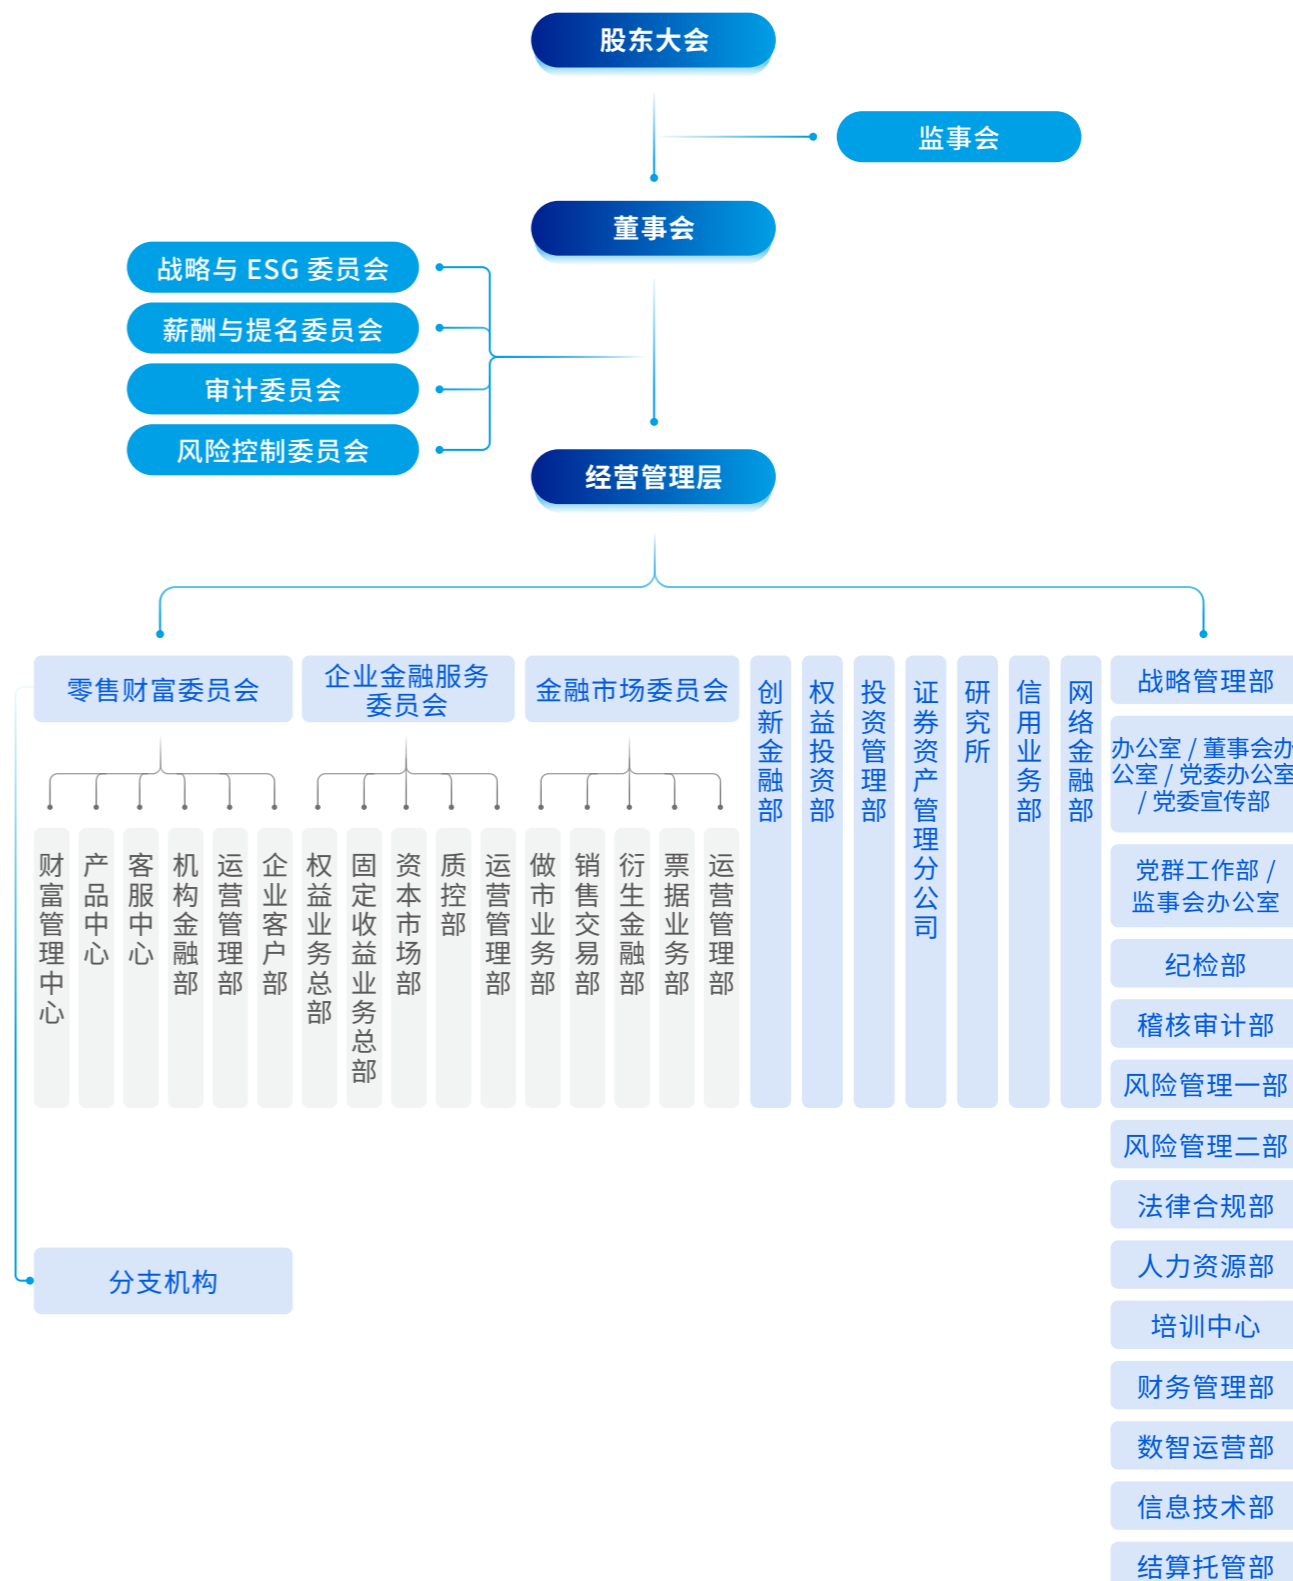 股东大会
监事会
董事会
战略与 ESG 委员会
薪酬与提名委员会
审计委员会
风险控制委员会
经营管理层
零售财富委员会
企业金融服务
委员会
金融市场委员会
创新金融部
权益投资部
投资管理部
证券资产管理分公司
研究所
信用业务部
网络金融部
财富管理中心
产品中心
客服中心
机构金融部
运营管理部
企业客户部
权益业务总部
固定收益业务总部
资本市场部
质控部
运营管理部
做市业务部
销售交易部
衍生金融部
票据业务部
运营管理部
分支机构
战略管理部
办公室 / 董事会办
公室 / 党委办公室
/ 党委宣传部
党群工作部 /
监事会办公室
纪检部
稽核审计部
风险管理一部
风险管理二部
法律合规部
人力资源部
培训中心
财务管理部
数智运营部
信息技术部
结算托管部